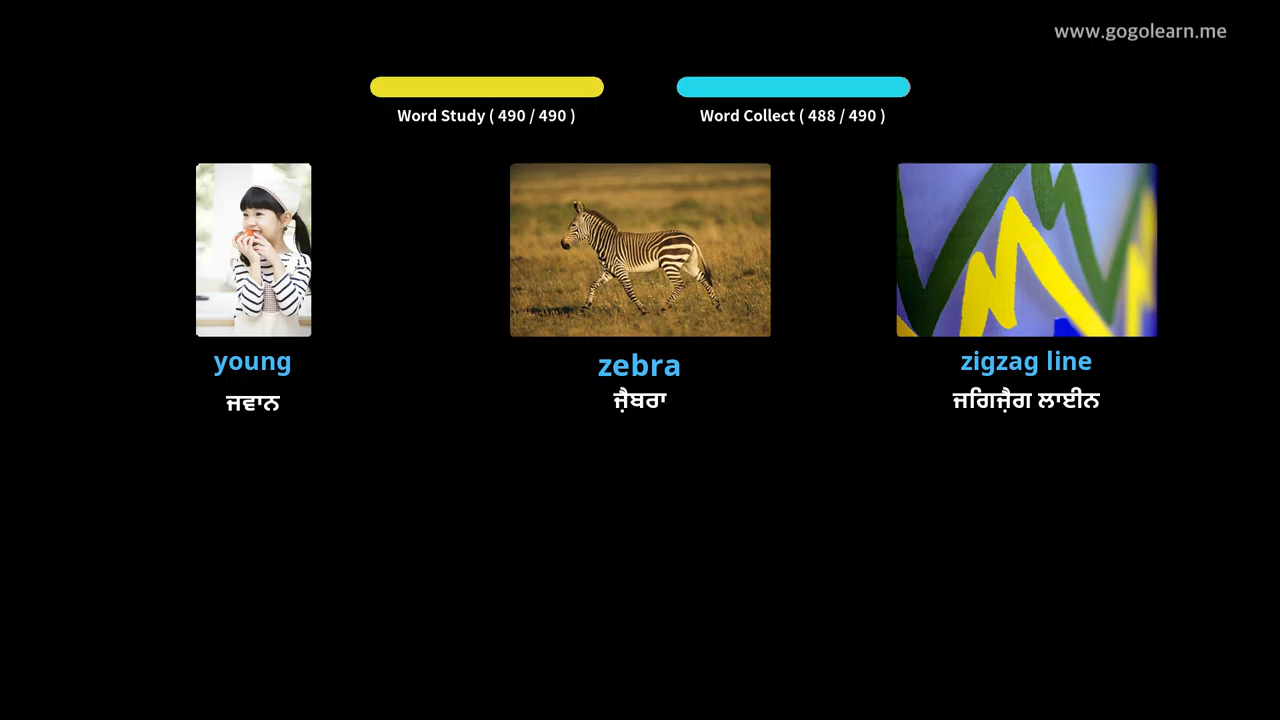 www.gogolearn.me
Word Study ( 490 / 490 )
Word Collect ( 488 / 490 )
young
zebra
zigzag line
ਜਵਾਨ
ਜ਼ੈਬਰਾ
ਜਗਿਜ਼ੈਗ ਲਾਈਨ